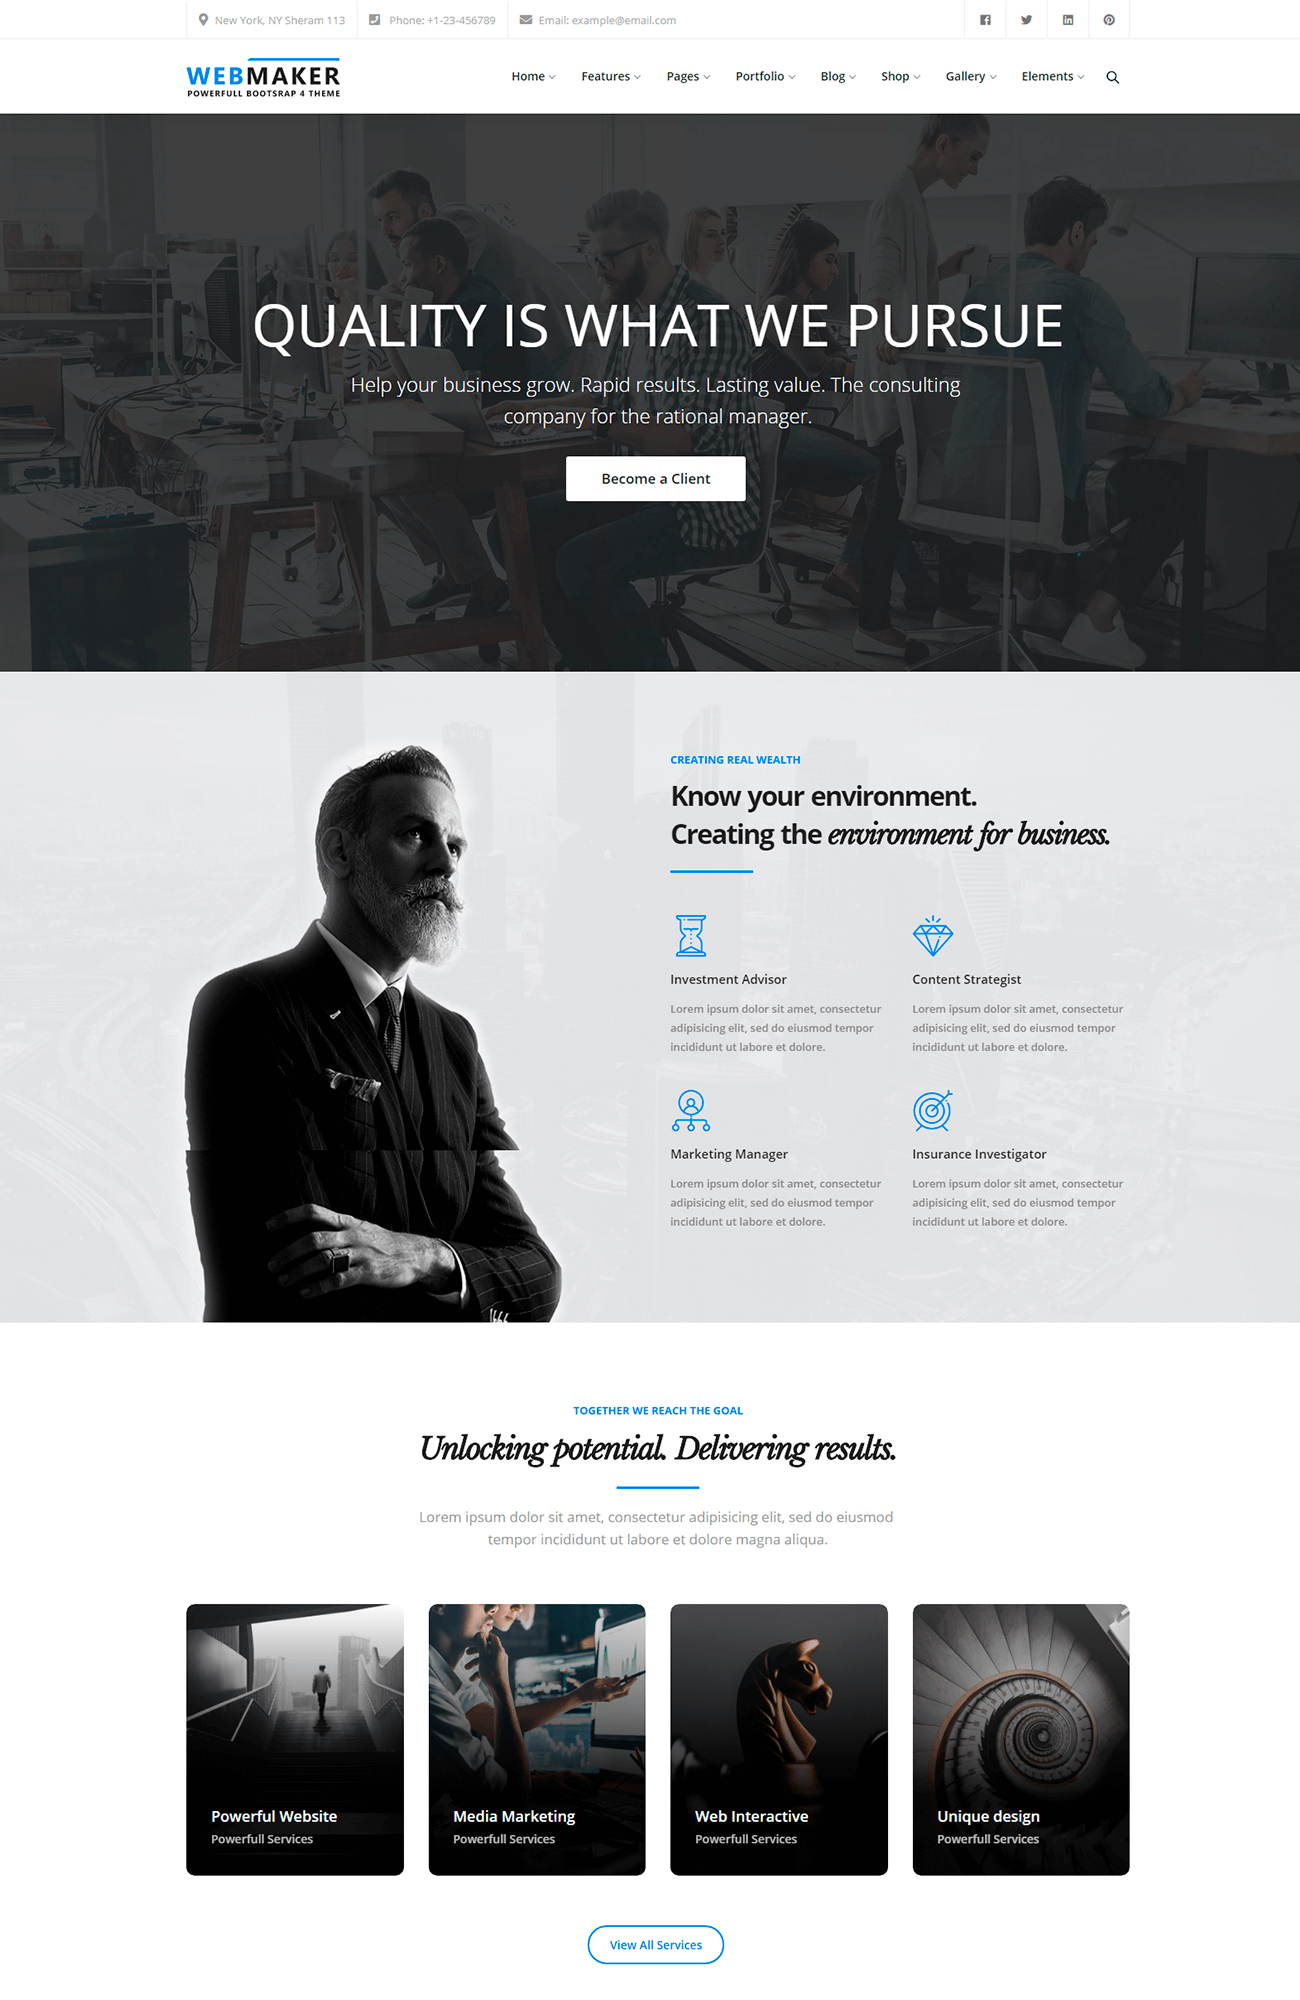 New York, NY Sheram 113
Phone: +1-23-456789
Email: example@email.com
WEBMAKER
POWERFULL BOOTSRAP 4 THEME
Home
Features
Pages
Portfolio
Blog
Shop
Gallery
Elements
QUALITY IS WHAT WE PURSUE
Help your business grow. Rapid results. Lasting value. The consulting
company for the rational manager.
Become a Client
CREATING REAL WEALTH
Know your environment.
Creating the environment for business.
Investment Advisor
Lorem ipsum dolor sit amet, consectetur
adipisicing elit, sed do eiusmod tempor
incididunt ut labore et dolore.
Content Strategist
Lorem ipsum dolor sit amet, consectetur
adipisicing elit, sed do eiusmod tempor
incididunt ut labore et dolore.
Marketing Manager
Lorem ipsum dolor sit amet, consectetur
adipisicing elit, sed do eiusmod tempor
incididunt ut labore et dolore.
Insurance Investigator
Lorem ipsum dolor sit amet, consectetur
adipisicing elit, sed do eiusmod tempor
incididunt ut labore et dolore.
TOGETHER WE REACH THE GOAL
Unlocking potential. Delivering results.
Lorem ipsum dolor sit amet, consectetur adipisicing elit, sed do eiusmod
tempor incididunt ut labore et dolore magna aliqua.
Powerful Website
Powerfull Services
Media Marketing
Powerfull Services
Web Interactive
Powerfull Services
Unique design
Powerfull Services
View All Services